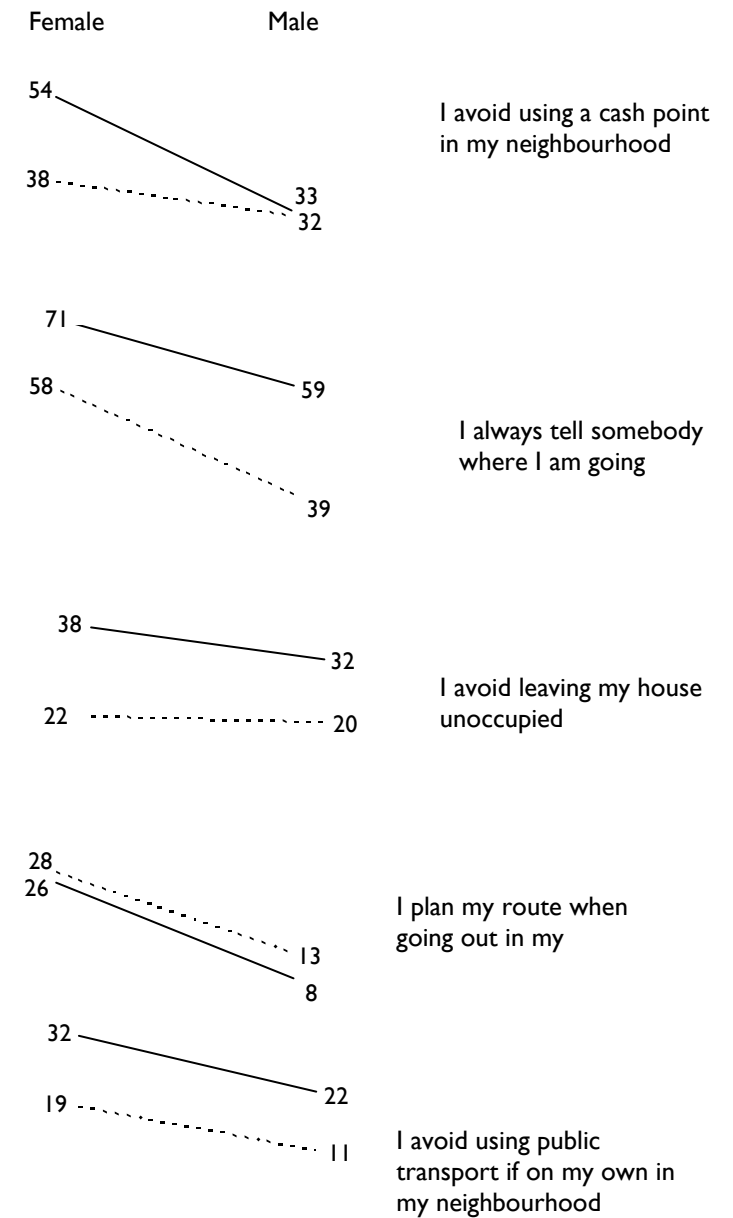 Female Male
54
I avoid using a cash point
in my neighbourhood
38
33
32
71
59
58
I always tell somebody
where I am going
39
38
32
I avoid leaving my house
unoccupied
22
20
28
26
I plan my route when
going out in my
13
8
32
22
19
11
I avoid using public
transport if on my own in
my neighbourhood